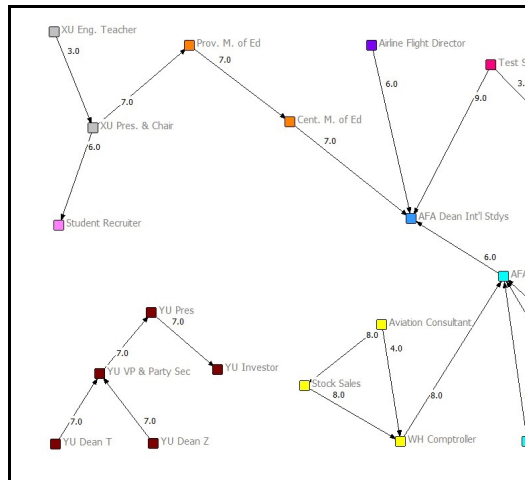 XU Eng. Teacher
Prov. M. of Ed
Airline Flight Director
Test S
3.0
7.0
6.0
3.
9.0
7.0
Cent. M. of Ed
XU Pres. & Chair
7.0
6.0
Student Recruiter
AFA Dean Int'l Stdys
6.0
AFA
YU Pres
7.0
Aviation Consultant
8.0
4.0
7.0
YU VP & Party Sec
YU Investor
Stock Sales
8.0
8.0
7.0
7.0
YU Dean T
YU Dean Z
WH Comptroller